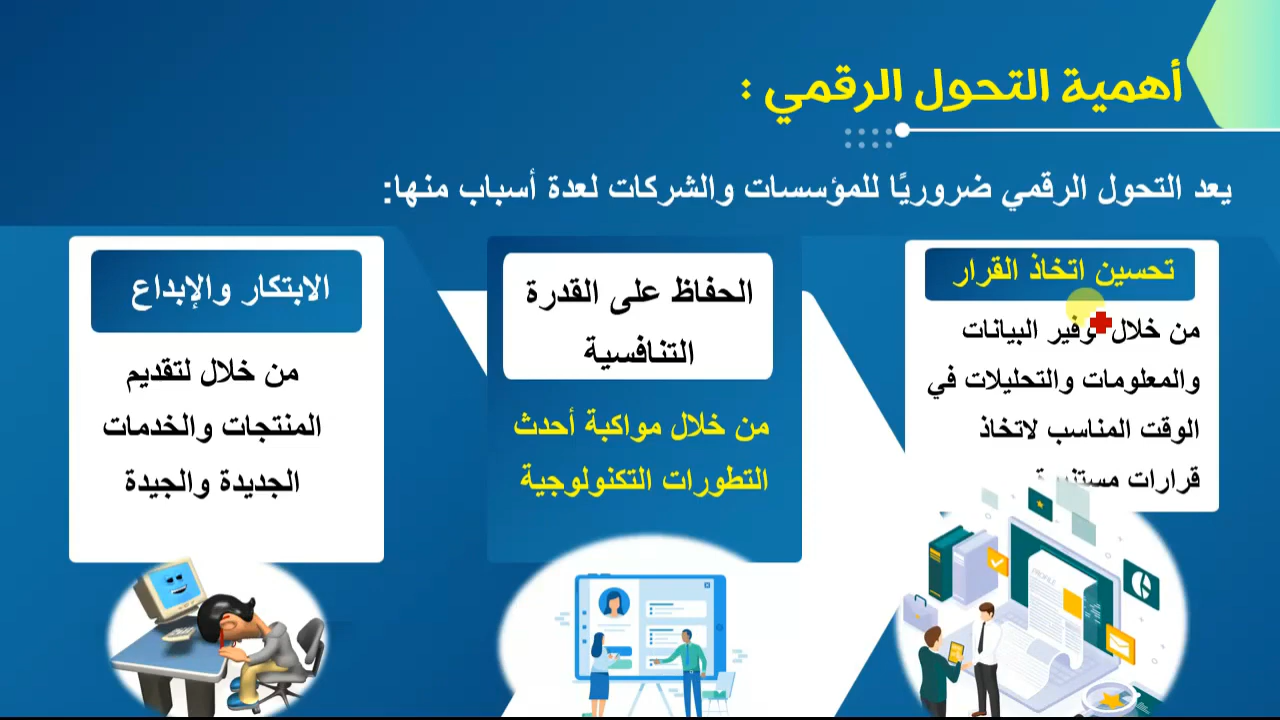 أهمية التحول الرقمي :
يعد التحول الرقمي ضروريًا للمؤسسات والشركات لعدة أسباب منها:
تحسين اتخاذ القرار
من خلال توفير البيانات
والمعلومات والتحليلات في
الوقت المناسب لاتخاذ
قرارات
الحفاظ على القدرة
التنافسية
من خلال مواكبة أحدث
التطورات التكنولوجية
الابتكار والإبداع
من خلال لتقديم
المنتجات والخدمات
الجديدة والجيدة